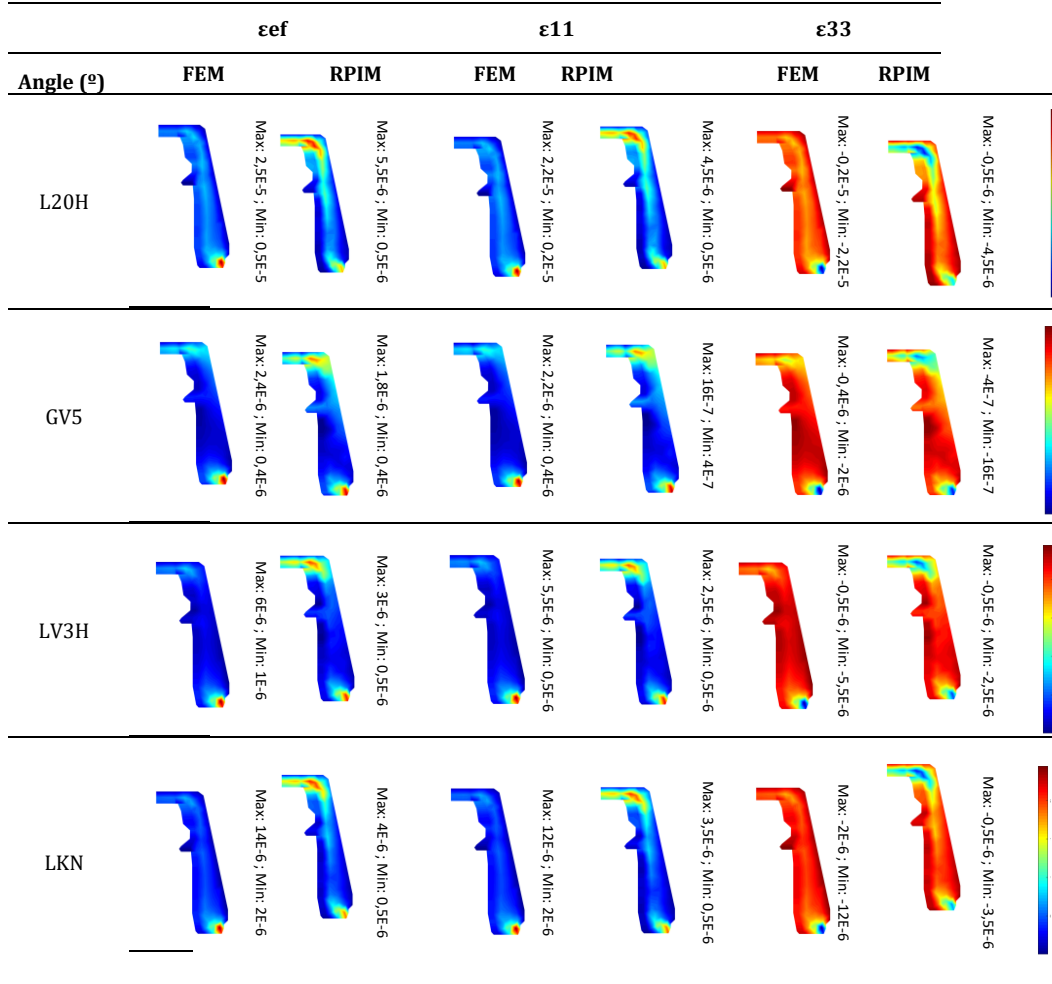 εef ε11 ε33
Angle (º) FEM RPIM FEM RPIM FEM RPIM
L20H
Max: 2,5E-5 ; Min: 0,5E-5
Max: 5,5E-6 ; Min: 0,5E-6
Max: 2,2E-5 ; Min: 0,2E-5
Max: 4,5E-6 ; Min: 0,5E-6
Max: -0,2E-5 ; Min: -2,2E-5
Max: -0,5E-6 ; Min: -4,5E-6
GV5
Max: 2,4E-6 ; Min: 0,4E-6
Max: 1,8E-6 ; Min: 0,4E-6
Max: 2,2E-6 ; Min: 0,4E-6
Max: 16E-7 ; Min: 4E-7
Max: -0,4E-6 ; Min: -2E-6
Max: -4E-7 ; Min: -16E-7
LV3H
Max: 6E-6 ; Min: 1E-6
Max: 3E-6 ; Min: 0,5E-6
Max: 5,5E-6 ; Min: 0,5E-6
Max: 2,5E-6 ; Min: 0,5E-6
Max: -0,5E-6 ; Min: -5,5E-6
Max: -0,5E-6 ; Min: -2,5E-6
LKN
Max: 14E-6 ; Min: 2E-6
Max: 4E-6 ; Min: 0,5E-6
Max: 12E-6 ; Min: 2E-6
Max: 3,5E-6 ; Min: 0,5E-6
Max: -2E-6 ; Min: -12E-6
Max: -0,5E-6 ; Min: -3,5E-6